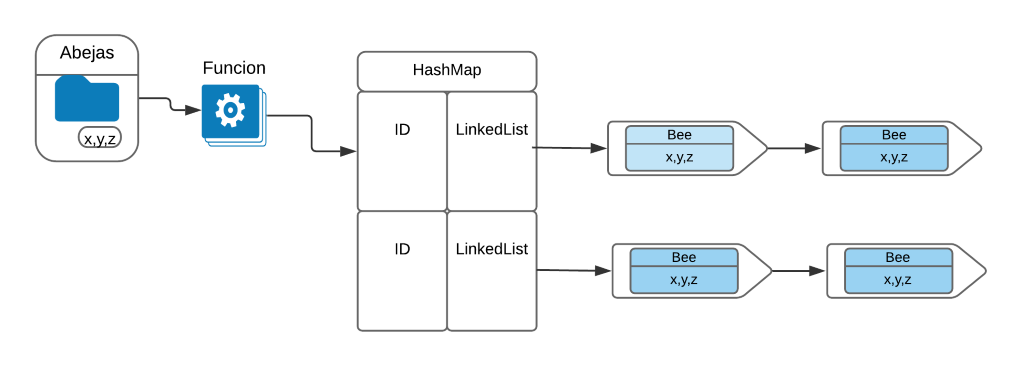 Abejas
x,y,z
Funcion
HashMap
ID
LinkedList
Bee
x,y,z
Bee
x,y,z
ID
LinkedList
Bee
x,y,z
Bee
x,y,z